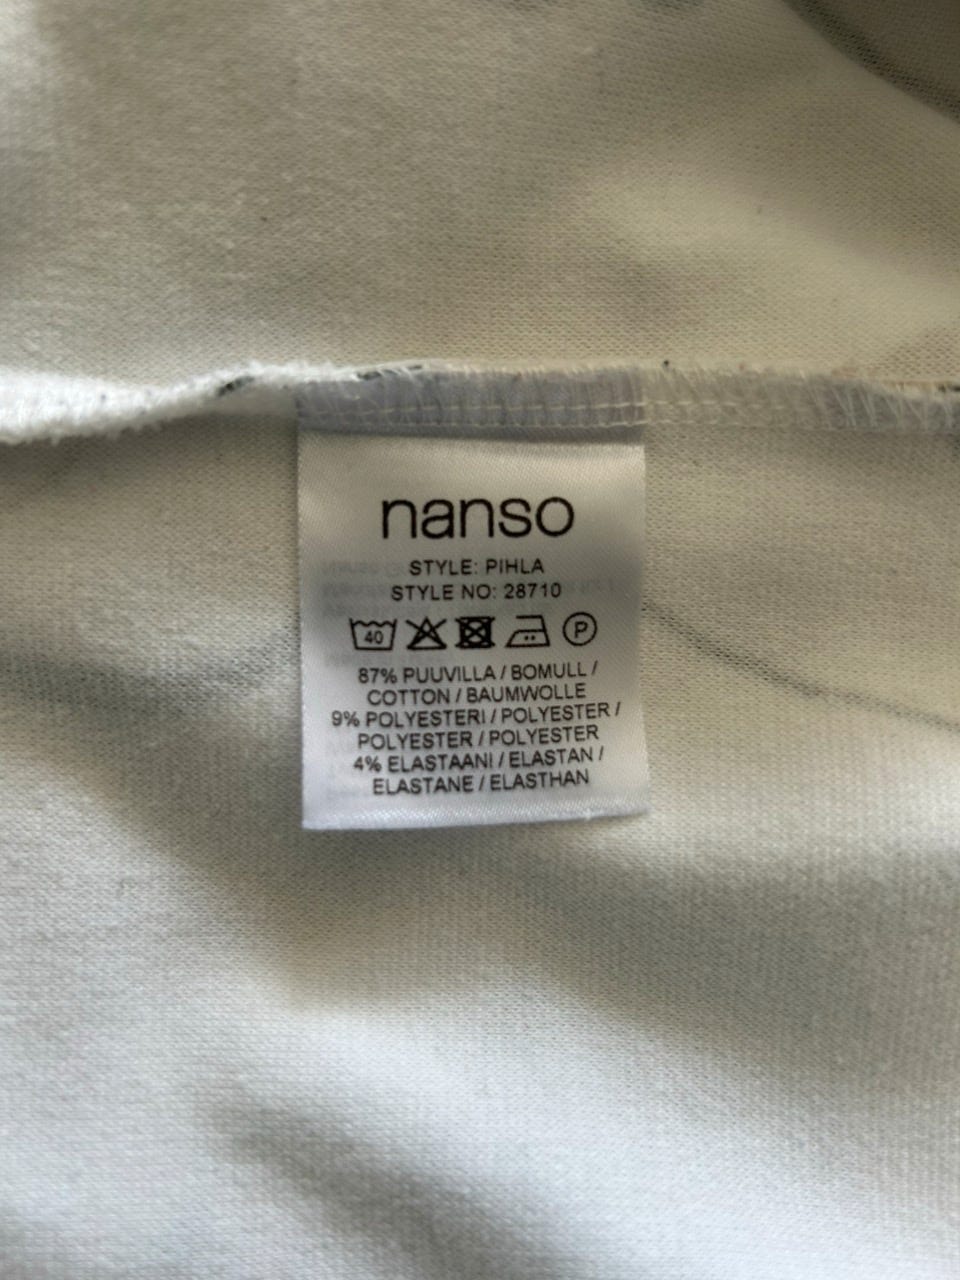 nanso
STYLE: PIHLA
STYLE NO: 28710
40 P
87% PUUVILLA / BOMULL /
COTTON / BAUMWOLLE
9% POLYESTERI / POLYESTER /
POLYESTER / POLYESTER
4% ELASTAANI / ELASTAN /
ELASTANE / ELASTHAN